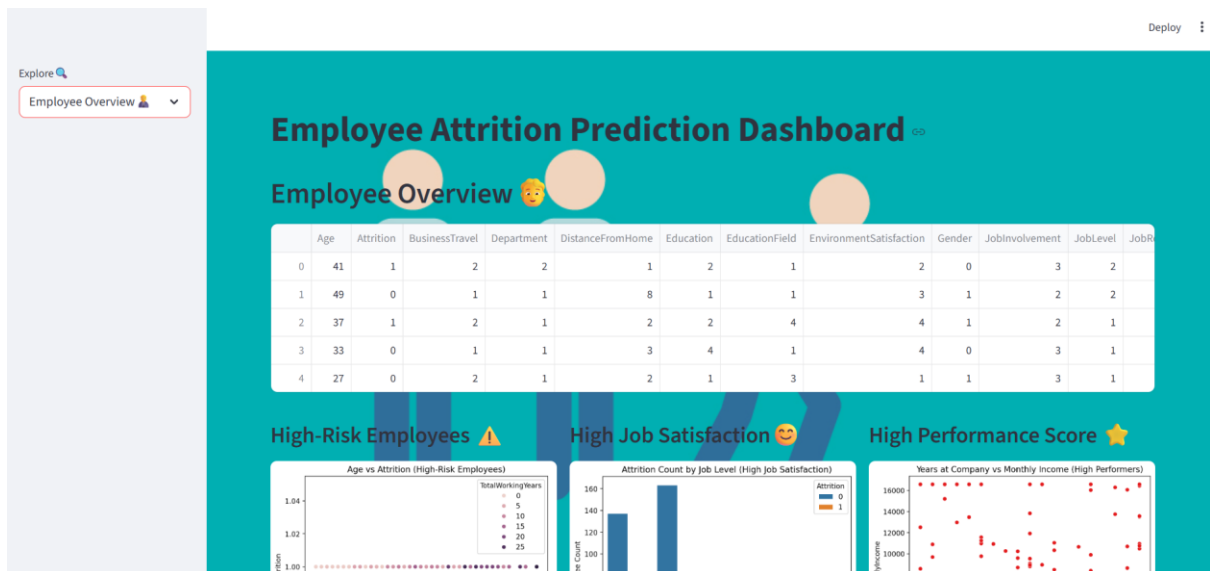 Deploy
Explore
Employee Overview
Employee Attrition Prediction Dashboard
Employee Overview
Age Attrition BusinessTravel Department DistanceFromHome Education EducationField EnvironmentSatisfaction Gender JobInvolvement JobLevel
0 41 1 2 2 1 2 1 2 0 3 2
1 49 0 1 1 8 1 1 3 1 2 2
2 37 1 2 1 2 2 4 4 1 2 1
3 33 0 1 1 3 4 1 4 0 3 1
4 27 0 2 1 2 1 3 1 1 3 1
High-Risk Employees
Age vs Attrition (High-Risk Employees)
TotalWorkingYears
0
5
10
15
20
25
1.04
1.02
1.00
High Job Satisfaction
Attrition Count by Job Level (High Job Satisfaction)
Attrition
0
1
160
140
120
100
Count
High Performance Score
Years at Company vs Monthly Income (High Performers)
16000
14000
12000
10000